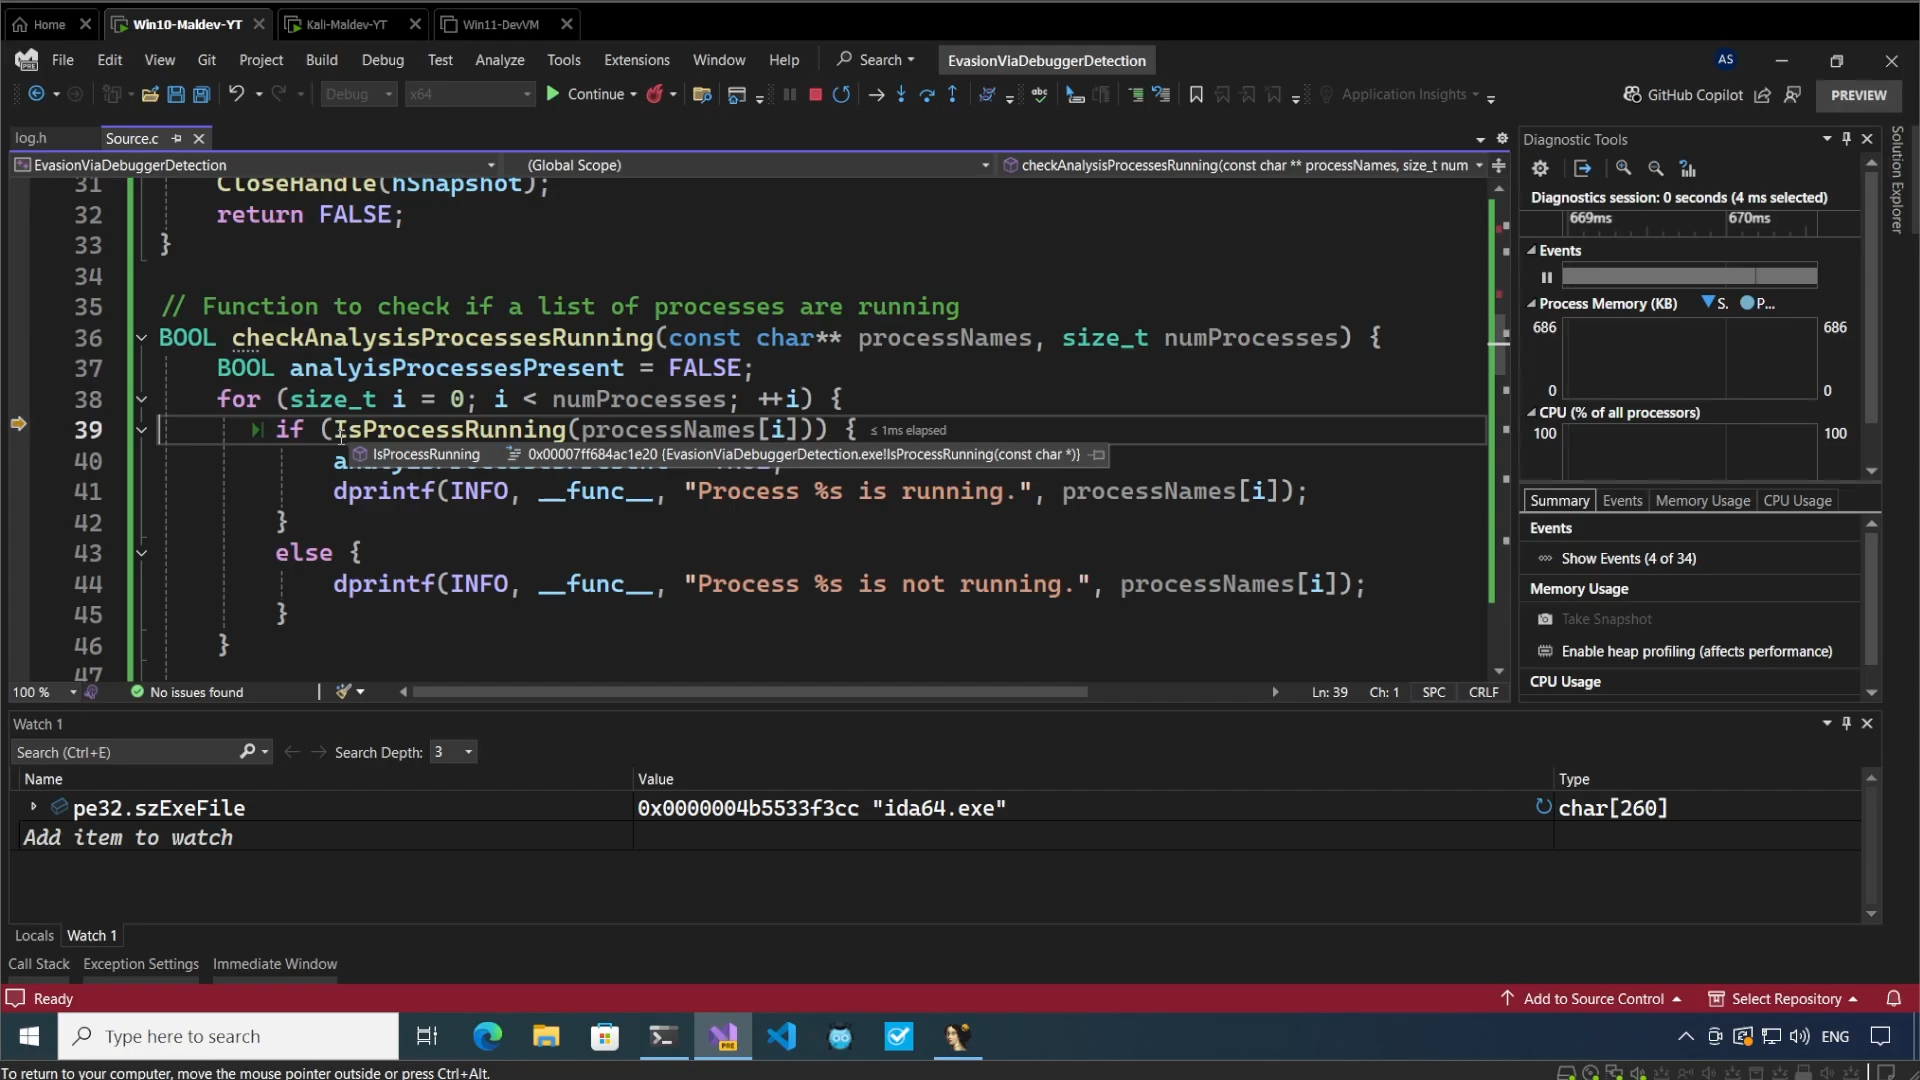 Home
Win10-Maldev-YT
Kali-Maldev-YT
Win11-DevVM
File Edit View Git Project Build Debug Test Analyze Tools Extensions Window Help Search EvasionViaDebuggerDetection AS
Debug x64 Continue Application Insights GitHub Copilot PREVIEW
log.h Source.c
EvasionViaDebuggerDetection (Global Scope) checkAnalysisProcessesRunning(const char ** processNames, size_t num
31 CloseHandle(hSnapshot);
32 return FALSE;
33 }
34
35 // Function to check if a list of processes are running
36 BOOL checkAnalysisProcessesRunning(const char** processNames, size_t numProcesses) {
37 BOOL analyisProcessesPresent = FALSE;
38 for (size_t i = 0; i < numProcesses; ++i) {
39 if (IsProcessRunning(processNames[i])) { ≤ 1ms elapsed
IsProcessRunning 0x00007ff684ac1e20 {EvasionViaDebuggerDetection.exe!IsProcessRunning(const char *)}
40
41 dprintf(INFO, __func__, "Process %s is running.", processNames[i]);
42 }
43 else {
44 dprintf(INFO, __func__, "Process %s is not running.", processNames[i]);
45 }
46 }
47
100 % No issues found Ln: 39 Ch: 1 SPC CRLF
Diagnostic Tools
Diagnostics session: 0 seconds (4 ms selected)
669ms 670ms
Events
Process Memory (KB) S. P...
686 686
0 0
CPU (% of all processors)
100 100
Summary Events Memory Usage CPU Usage
Events
Show Events (4 of 34)
Memory Usage
Take Snapshot
Enable heap profiling (affects performance)
CPU Usage
Solution Explorer
Watch 1
Search (Ctrl+E) Search Depth: 3
Name Value Type
pe32.szExeFile 0x0000004b5533f3cc "ida64.exe" char[260]
Add item to watch
Locals Watch 1
Call Stack Exception Settings Immediate Window
Ready Add to Source Control Select Repository
Type here to search ENG
To return to your computer, move the mouse pointer outside or press Ctrl+Alt.